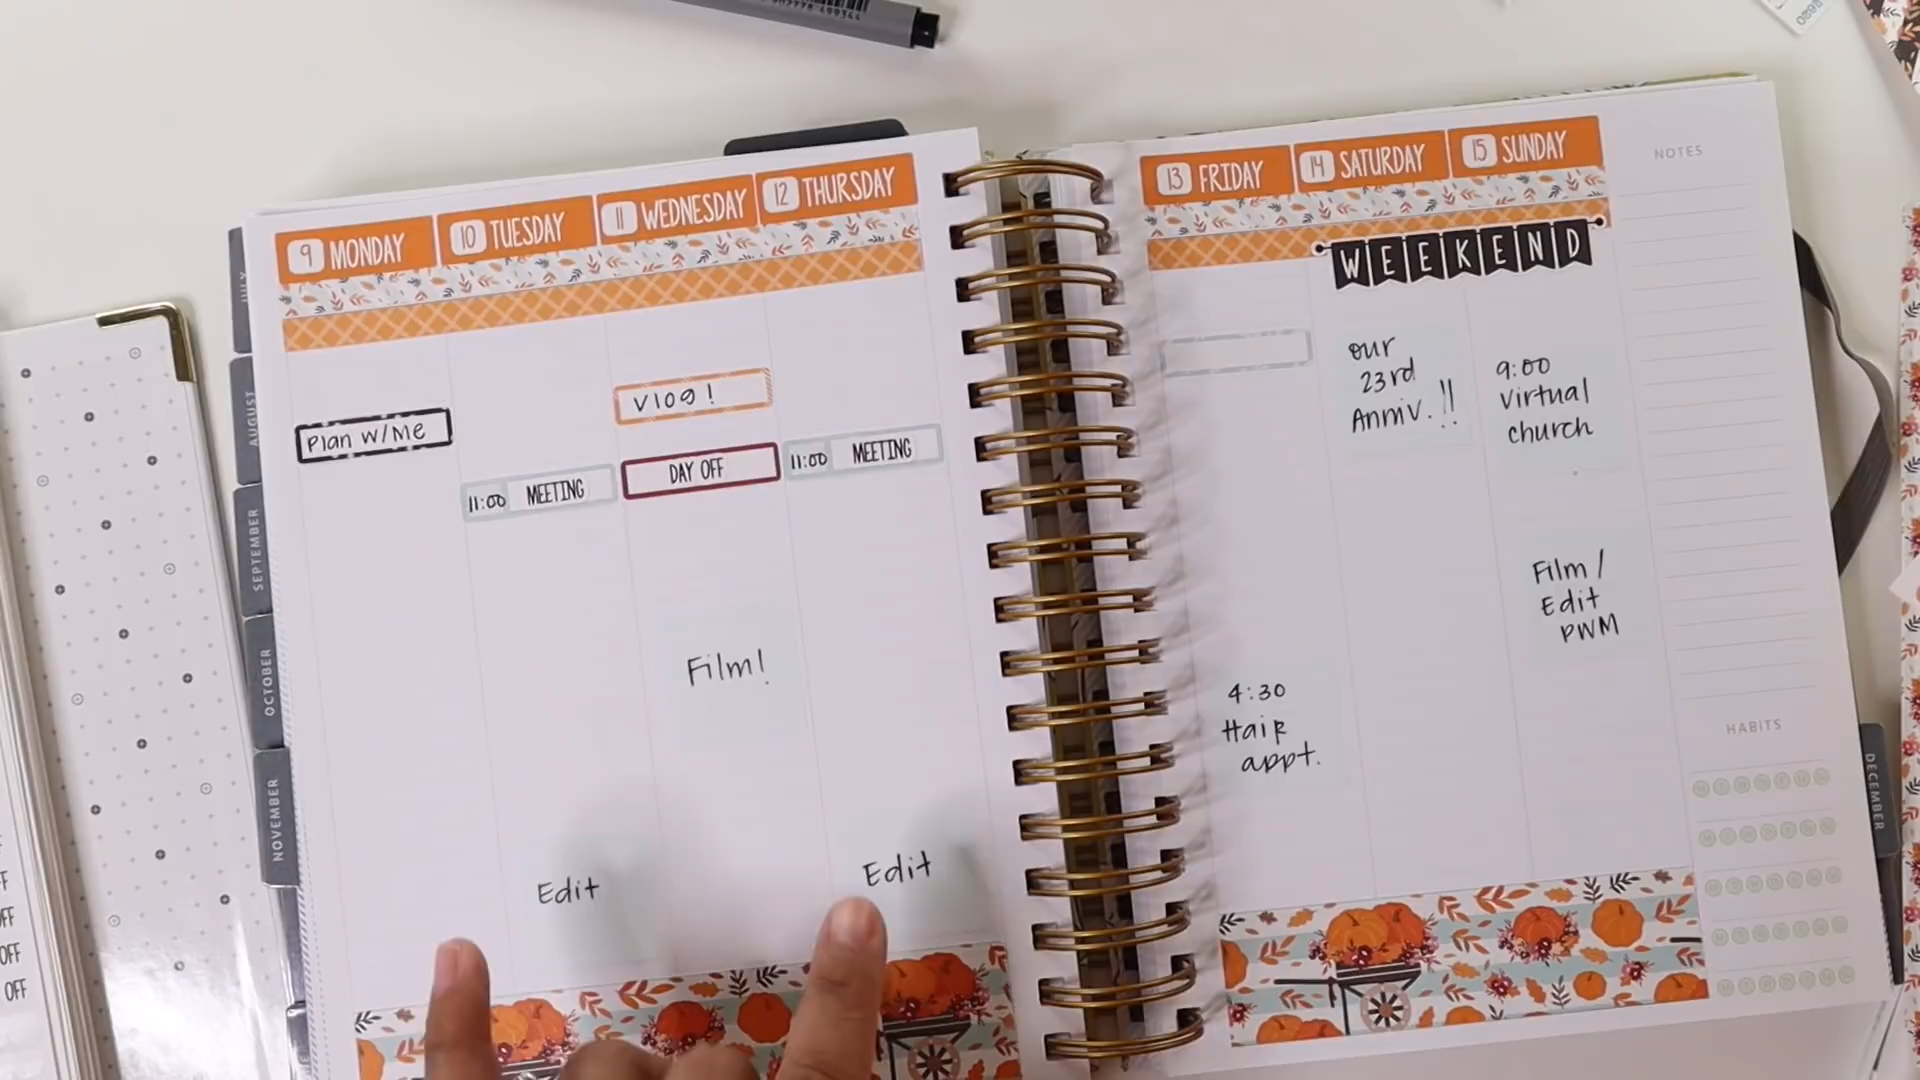 9 MONDAY
10 TUESDAY
11 WEDNESDAY
12 THURSDAY
Plan w/Me
11:00 MEETING
Vlog!
DAY OFF
11:00 MEETING
Film!
Edit
Edit
13 FRIDAY
14 SATURDAY
15 SUNDAY
WEEKEND
our
23rd
Anniv.!!
9:00
Virtual
church
Film/
Edit
PWM
4:30
Hair
appt.
NOTES
HABITS
JULY
AUGUST
SEPTEMBER
OCTOBER
NOVEMBER
DECEMBER
OFF
OFF